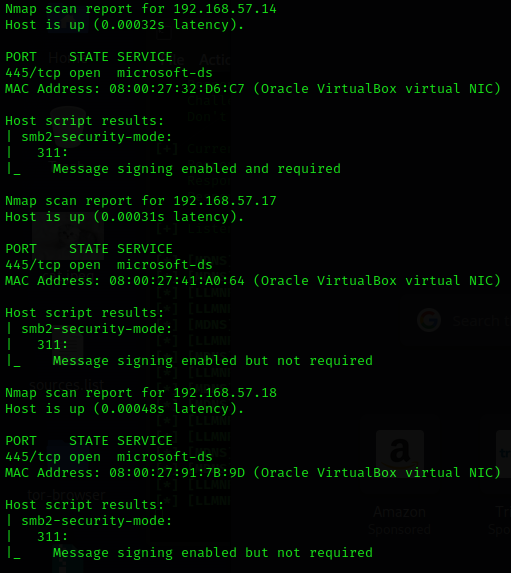 Nmap scan report for 192.168.57.14
Host is up (0.00032s latency).
PORT    STATE SERVICE
445/tcp open  microsoft-ds
MAC Address: 08:00:27:32:D6:C7 (Oracle VirtualBox virtual NIC)
Host script results:
| smb2-security-mode:
|   311:
|_    Message signing enabled and required
Nmap scan report for 192.168.57.17
Host is up (0.00031s latency).
PORT    STATE SERVICE
445/tcp open  microsoft-ds
MAC Address: 08:00:27:41:A0:64 (Oracle VirtualBox virtual NIC)
Host script results:
| smb2-security-mode:
|   311:
|_    Message signing enabled but not required
Nmap scan report for 192.168.57.18
Host is up (0.00048s latency).
PORT    STATE SERVICE
445/tcp open  microsoft-ds
MAC Address: 08:00:27:91:7B:9D (Oracle VirtualBox virtual NIC)
Host script results:
| smb2-security-mode:
|   311:
|_    Message signing enabled but not required
Search
Amazon
Sponsored